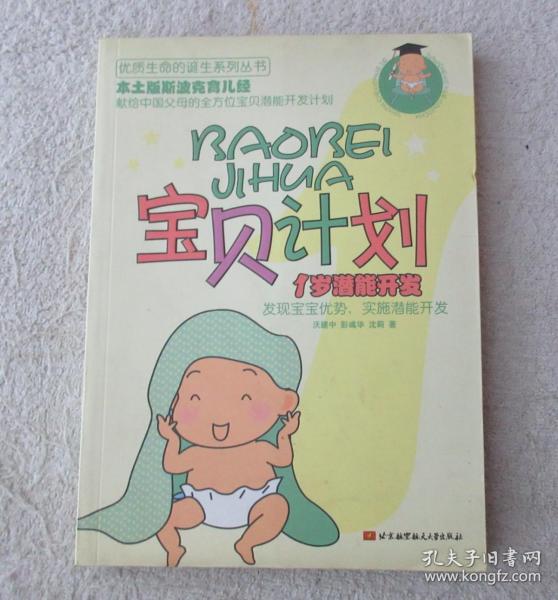 优质生命的诞生系列丛书
本土版斯波克育儿经
献给中国父母的全方位宝贝潜能开发计划
BAOBEI
JIHUA
宝贝计划
1岁潜能开发
发现宝宝优势，实施潜能开发
沃建中 彭彧华 沈莉 著
北京航空航天大学出版社
孔夫子旧书网
www.kongfz.com